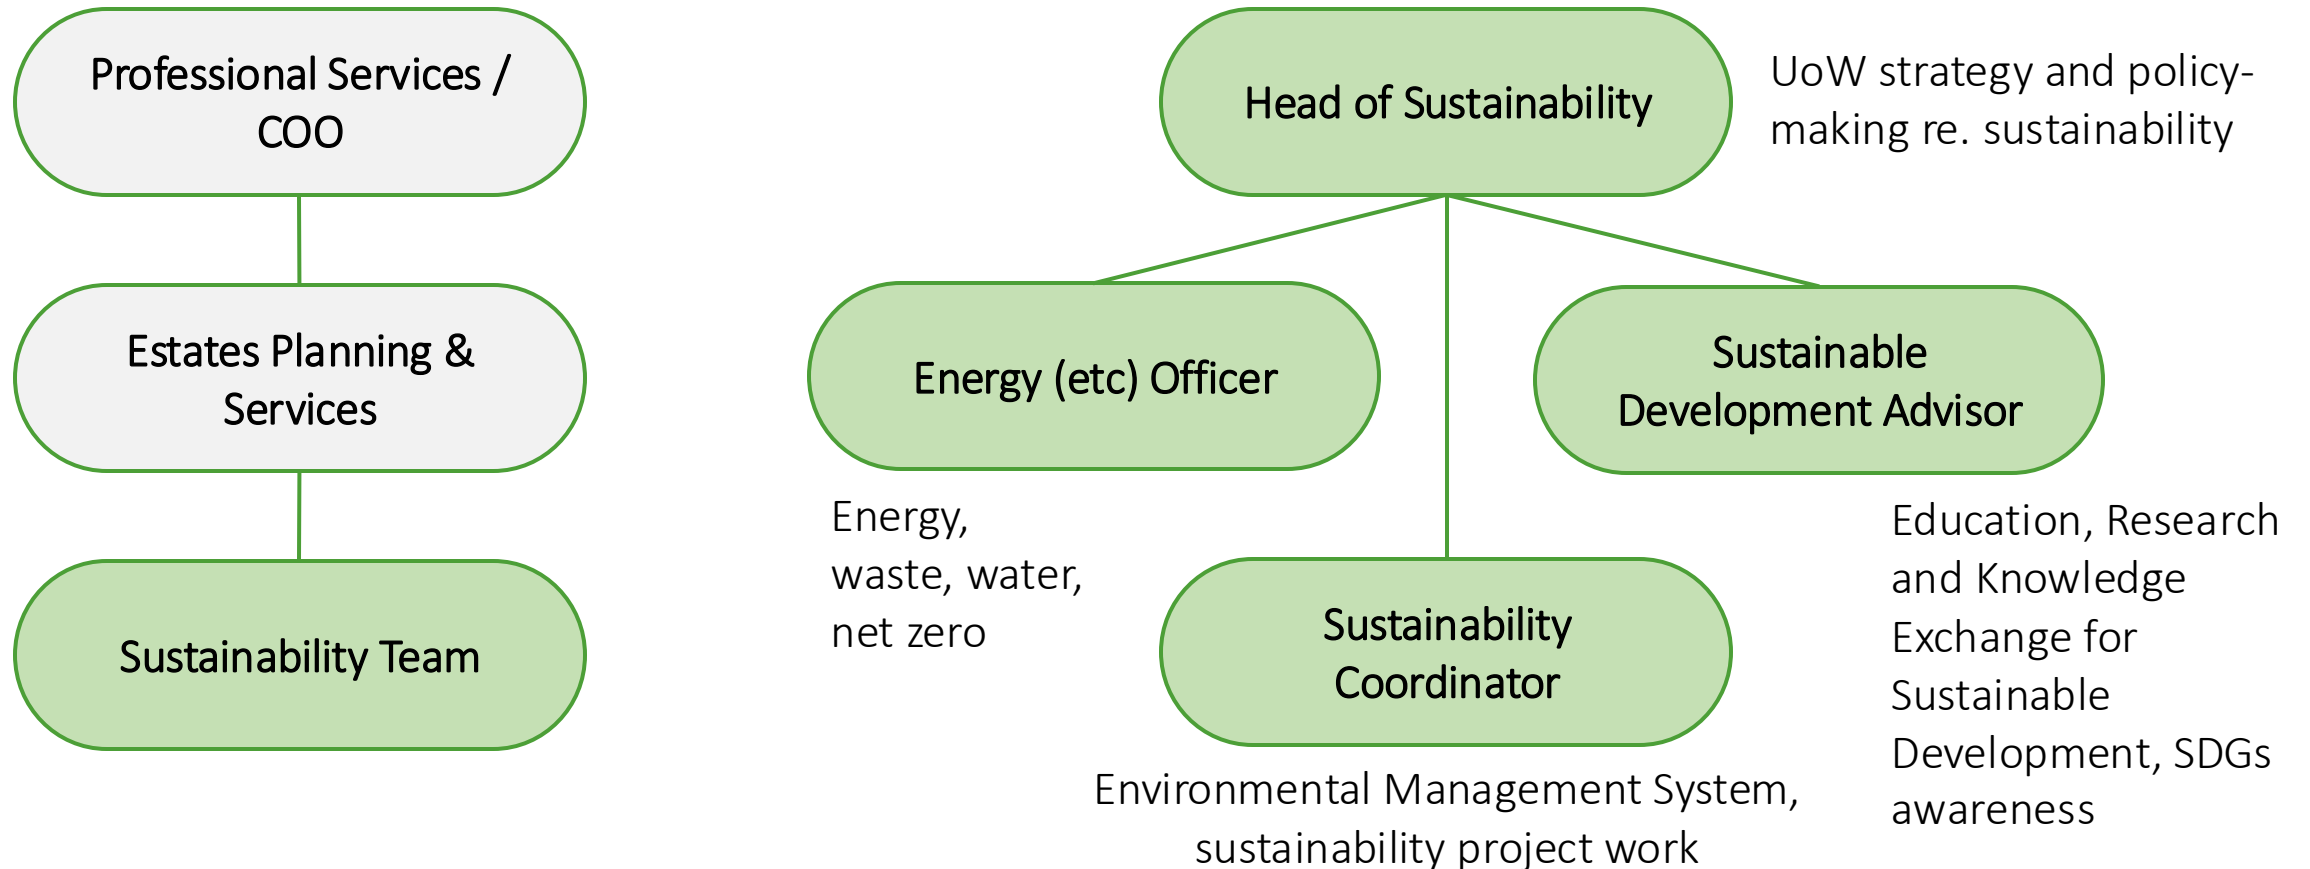 Professional Services /
COO
Estates Planning &
Services
Sustainability Team
Head of Sustainability
UoW strategy and policy-
making re. sustainability
Energy (etc) Officer
Energy,
waste, water,
net zero
Sustainability
Coordinator
Environmental Management System,
sustainability project work
Sustainable
Development Advisor
Education, Research
and Knowledge
Exchange for
Sustainable
Development, SDGs
awareness